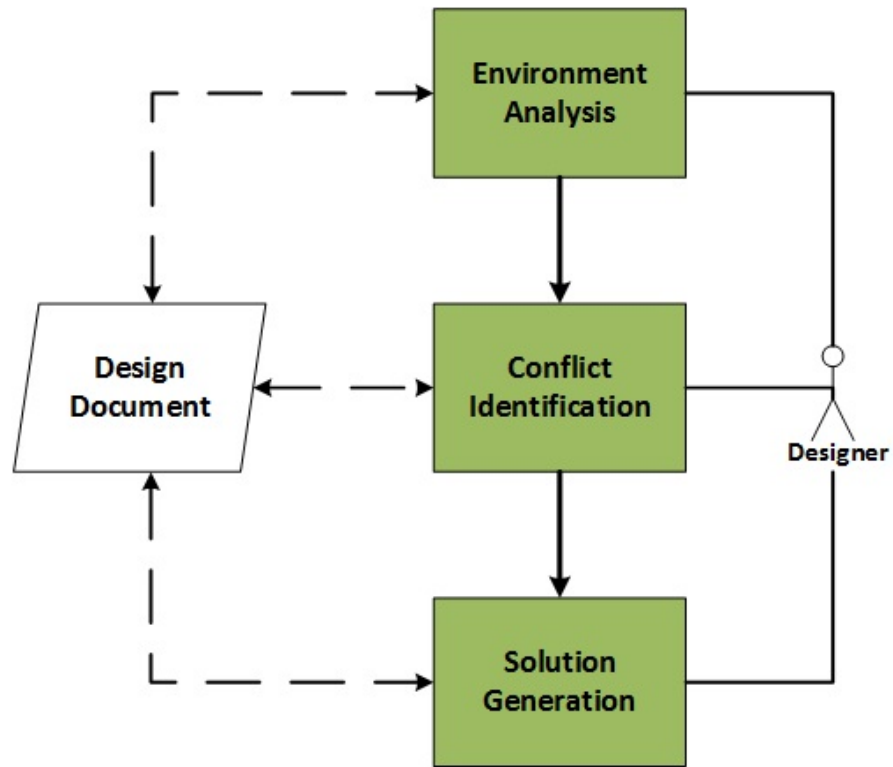 Environment
Analysis
Design
Document
Conflict
Identification
Designer
Solution
Generation